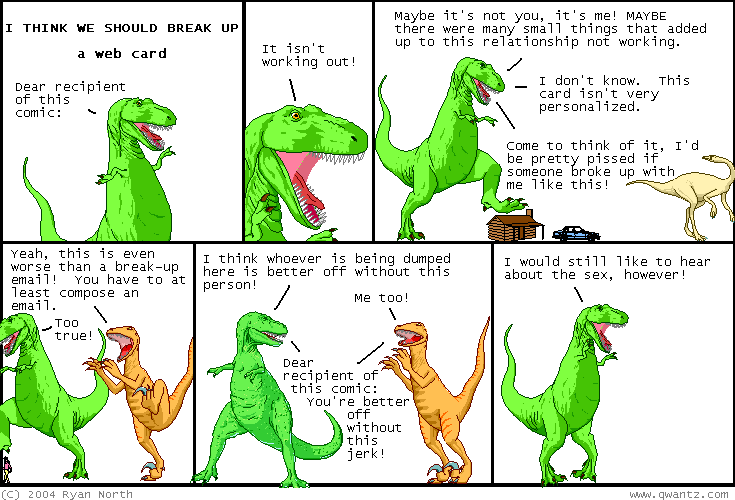 I THINK WE SHOULD BREAK UP
a web card
Dear recipient
of this
comic:
It isn't
working out!
Maybe it's not you, it's me! MAYBE
there were many small things that added
up to this relationship not working.
I don't know. This
card isn't very
personalized.
Come to think of it, I'd
be pretty pissed if
someone broke up with
me like this!
Yeah, this is even
worse than a break-up
email! You have to at
least compose an
email.
Too
true!
I think whoever is being dumped
here is better off without this
person!
Me too!
Dear
recipient of
this comic:
You're better
off
without
this
jerk!
I would still like to hear
about the sex, however!
(C) 2004 Ryan North
www.qwantz.com